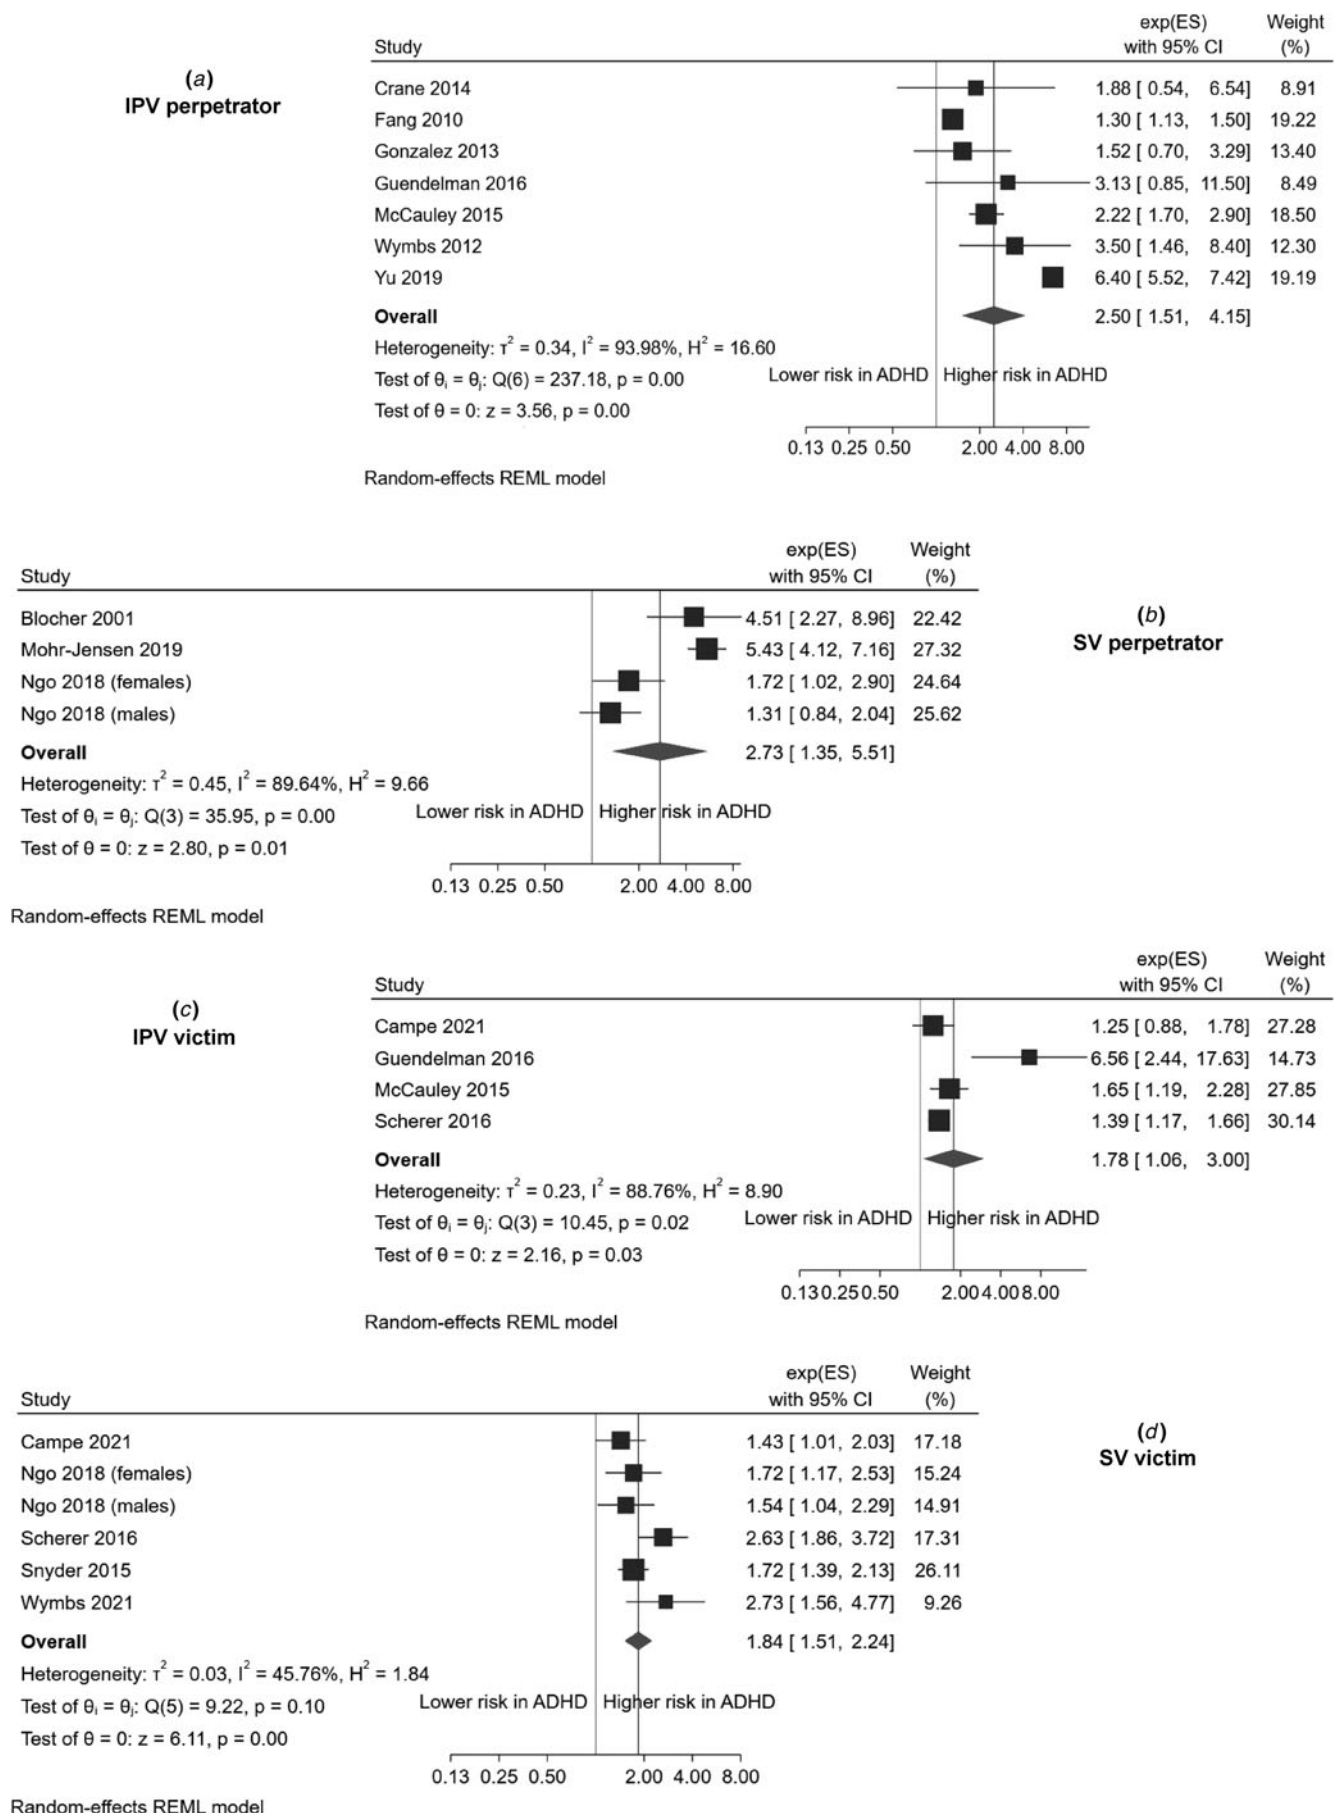 (a)
IPV perpetrator
exp(ES) Weight
Study with 95% CI (%)
Crane 2014 1.88 [ 0.54, 6.54] 8.91
Fang 2010 1.30 [ 1.13, 1.50] 19.22
Gonzalez 2013 1.52 [ 0.70, 3.29] 13.40
Guendelman 2016 3.13 [ 0.85, 11.50] 8.49
McCauley 2015 2.22 [ 1.70, 2.90] 18.50
Wymbs 2012 3.50 [ 1.46, 8.40] 12.30
Yu 2019 6.40 [ 5.52, 7.42] 19.19
Overall 2.50 [ 1.51, 4.15]
Heterogeneity: τ² = 0.34, I² = 93.98%, H² = 16.60
Test of θᵢ = θⱼ: Q(6) = 237.18, p = 0.00 Lower risk in ADHD Higher risk in ADHD
Test of θ = 0: z = 3.56, p = 0.00
0.13 0.25 0.50 2.00 4.00 8.00
Random-effects REML model
exp(ES) Weight
Study with 95% CI (%)
Blocher 2001 4.51 [ 2.27, 8.96] 22.42
Mohr-Jensen 2019 5.43 [ 4.12, 7.16] 27.32
Ngo 2018 (females) 1.72 [ 1.02, 2.90] 24.64
Ngo 2018 (males) 1.31 [ 0.84, 2.04] 25.62
Overall 2.73 [ 1.35, 5.51]
Heterogeneity: τ² = 0.45, I² = 89.64%, H² = 9.66
Test of θᵢ = θⱼ: Q(3) = 35.95, p = 0.00 Lower risk in ADHD Higher risk in ADHD
Test of θ = 0: z = 2.80, p = 0.01
0.13 0.25 0.50 2.00 4.00 8.00
Random-effects REML model
(b)
SV perpetrator
(c)
IPV victim
exp(ES) Weight
Study with 95% CI (%)
Campe 2021 1.25 [ 0.88, 1.78] 27.28
Guendelman 2016 6.56 [ 2.44, 17.63] 14.73
McCauley 2015 1.65 [ 1.19, 2.28] 27.85
Scherer 2016 1.39 [ 1.17, 1.66] 30.14
Overall 1.78 [ 1.06, 3.00]
Heterogeneity: τ² = 0.23, I² = 88.76%, H² = 8.90
Test of θᵢ = θⱼ: Q(3) = 10.45, p = 0.02 Lower risk in ADHD Higher risk in ADHD
Test of θ = 0: z = 2.16, p = 0.03
0.13 0.25 0.50 2.00 4.00 8.00
Random-effects REML model
exp(ES) Weight
Study with 95% CI (%)
Campe 2021 1.43 [ 1.01, 2.03] 17.18
Ngo 2018 (females) 1.72 [ 1.17, 2.53] 15.24
Ngo 2018 (males) 1.54 [ 1.04, 2.29] 14.91
Scherer 2016 2.63 [ 1.86, 3.72] 17.31
Snyder 2015 1.72 [ 1.39, 2.13] 26.11
Wymbs 2021 2.73 [ 1.56, 4.77] 9.26
Overall 1.84 [ 1.51, 2.24]
Heterogeneity: τ² = 0.03, I² = 45.76%, H² = 1.84
Test of θᵢ = θⱼ: Q(5) = 9.22, p = 0.10 Lower risk in ADHD Higher risk in ADHD
Test of θ = 0: z = 6.11, p = 0.00
0.13 0.25 0.50 2.00 4.00 8.00
Random-effects REML model
(d)
SV victim